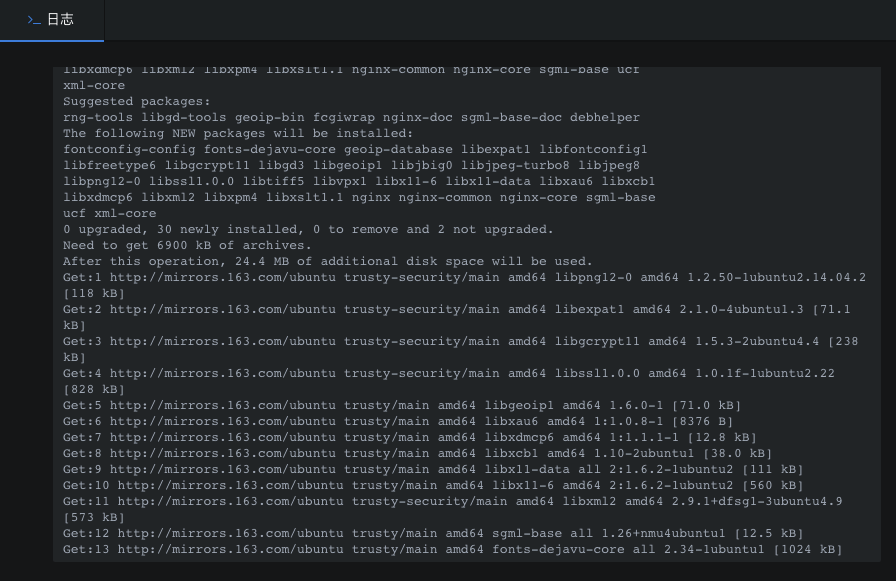 >_ 日志
libxdmcp6 libxml2 libxpm4 libxslt1.1 nginx-common nginx-core sgml-base ucf
xml-core
Suggested packages:
rng-tools libgd-tools geoip-bin fcgiwrap nginx-doc sgml-base-doc debhelper
The following NEW packages will be installed:
fontconfig-config fonts-dejavu-core geoip-database libexpat1 libfontconfig1
libfreetype6 libgcrypt11 libgd3 libgeoip1 libjbig0 libjpeg-turbo8 libjpeg8
libpng12-0 libssl1.0.0 libtiff5 libvpx1 libx11-6 libx11-data libxau6 libxcb1
libxdmcp6 libxml2 libxpm4 libxslt1.1 nginx nginx-common nginx-core sgml-base
ucf xml-core
0 upgraded, 30 newly installed, 0 to remove and 2 not upgraded.
Need to get 6900 kB of archives.
After this operation, 24.4 MB of additional disk space will be used.
Get:1 http://mirrors.163.com/ubuntu trusty-security/main amd64 libpng12-0 amd64 1.2.50-1ubuntu2.14.04.2
[118 kB]
Get:2 http://mirrors.163.com/ubuntu trusty-security/main amd64 libexpat1 amd64 2.1.0-4ubuntu1.3 [71.1
kB]
Get:3 http://mirrors.163.com/ubuntu trusty-security/main amd64 libgcrypt11 amd64 1.5.3-2ubuntu4.4 [238
kB]
Get:4 http://mirrors.163.com/ubuntu trusty-security/main amd64 libssl1.0.0 amd64 1.0.1f-1ubuntu2.22
[828 kB]
Get:5 http://mirrors.163.com/ubuntu trusty/main amd64 libgeoip1 amd64 1.6.0-1 [71.0 kB]
Get:6 http://mirrors.163.com/ubuntu trusty/main amd64 libxau6 amd64 1:1.0.8-1 [8376 B]
Get:7 http://mirrors.163.com/ubuntu trusty/main amd64 libxdmcp6 amd64 1:1.1.1-1 [12.8 kB]
Get:8 http://mirrors.163.com/ubuntu trusty/main amd64 libxcb1 amd64 1.10-2ubuntu1 [38.0 kB]
Get:9 http://mirrors.163.com/ubuntu trusty/main amd64 libx11-data all 2:1.6.2-1ubuntu2 [111 kB]
Get:10 http://mirrors.163.com/ubuntu trusty/main amd64 libx11-6 amd64 2:1.6.2-1ubuntu2 [560 kB]
Get:11 http://mirrors.163.com/ubuntu trusty-security/main amd64 libxml2 amd64 2.9.1+dfsg1-3ubuntu4.9
[573 kB]
Get:12 http://mirrors.163.com/ubuntu trusty/main amd64 sgml-base all 1.26+nmu4ubuntu1 [12.5 kB]
Get:13 http://mirrors.163.com/ubuntu trusty/main amd64 fonts-dejavu-core all 2.34-1ubuntu1 [1024 kB]